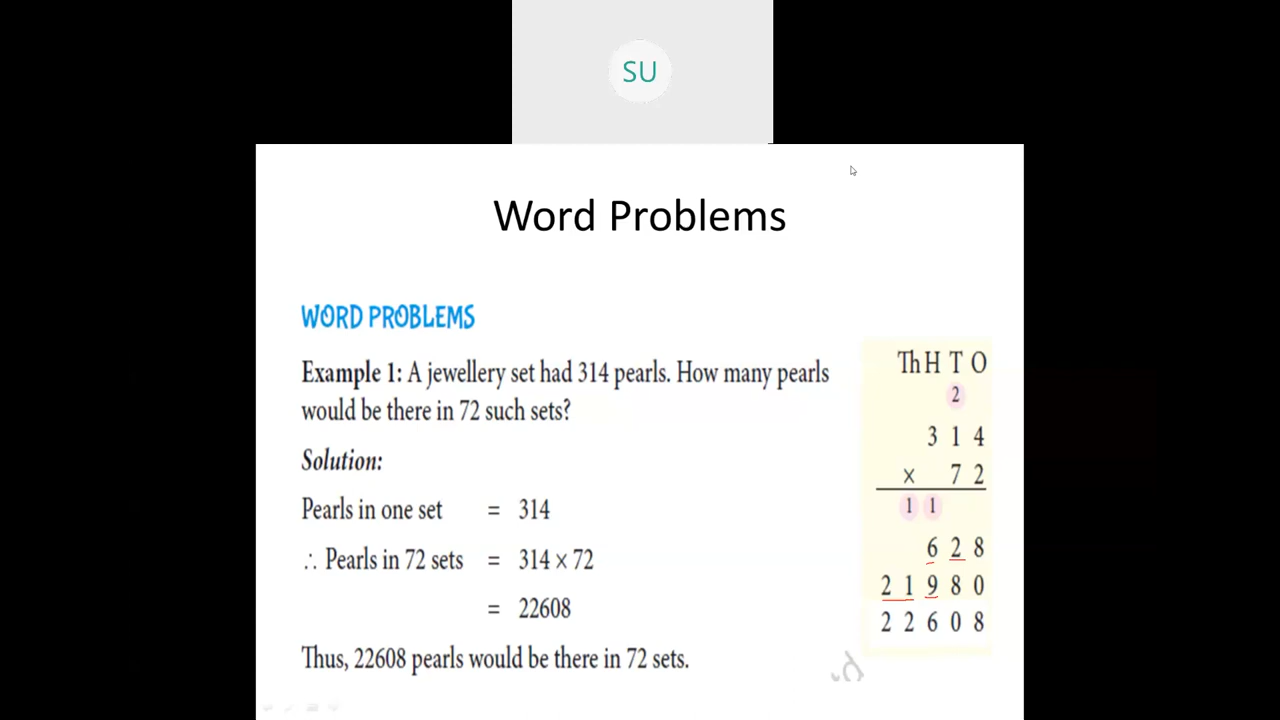 SU
Word Problems
WORD PROBLEMS
Example 1: A jewellery set had 314 pearls. How many pearls
would be there in 72 such sets?
Solution:
Pearls in one set = 314
∴ Pearls in 72 sets = 314 × 72
= 22608
Thus, 22608 pearls would be there in 72 sets.
Th H T O
2
3 1 4
× 7 2
1 1
6 2 8
2 1 9 8 0
2 2 6 0 8